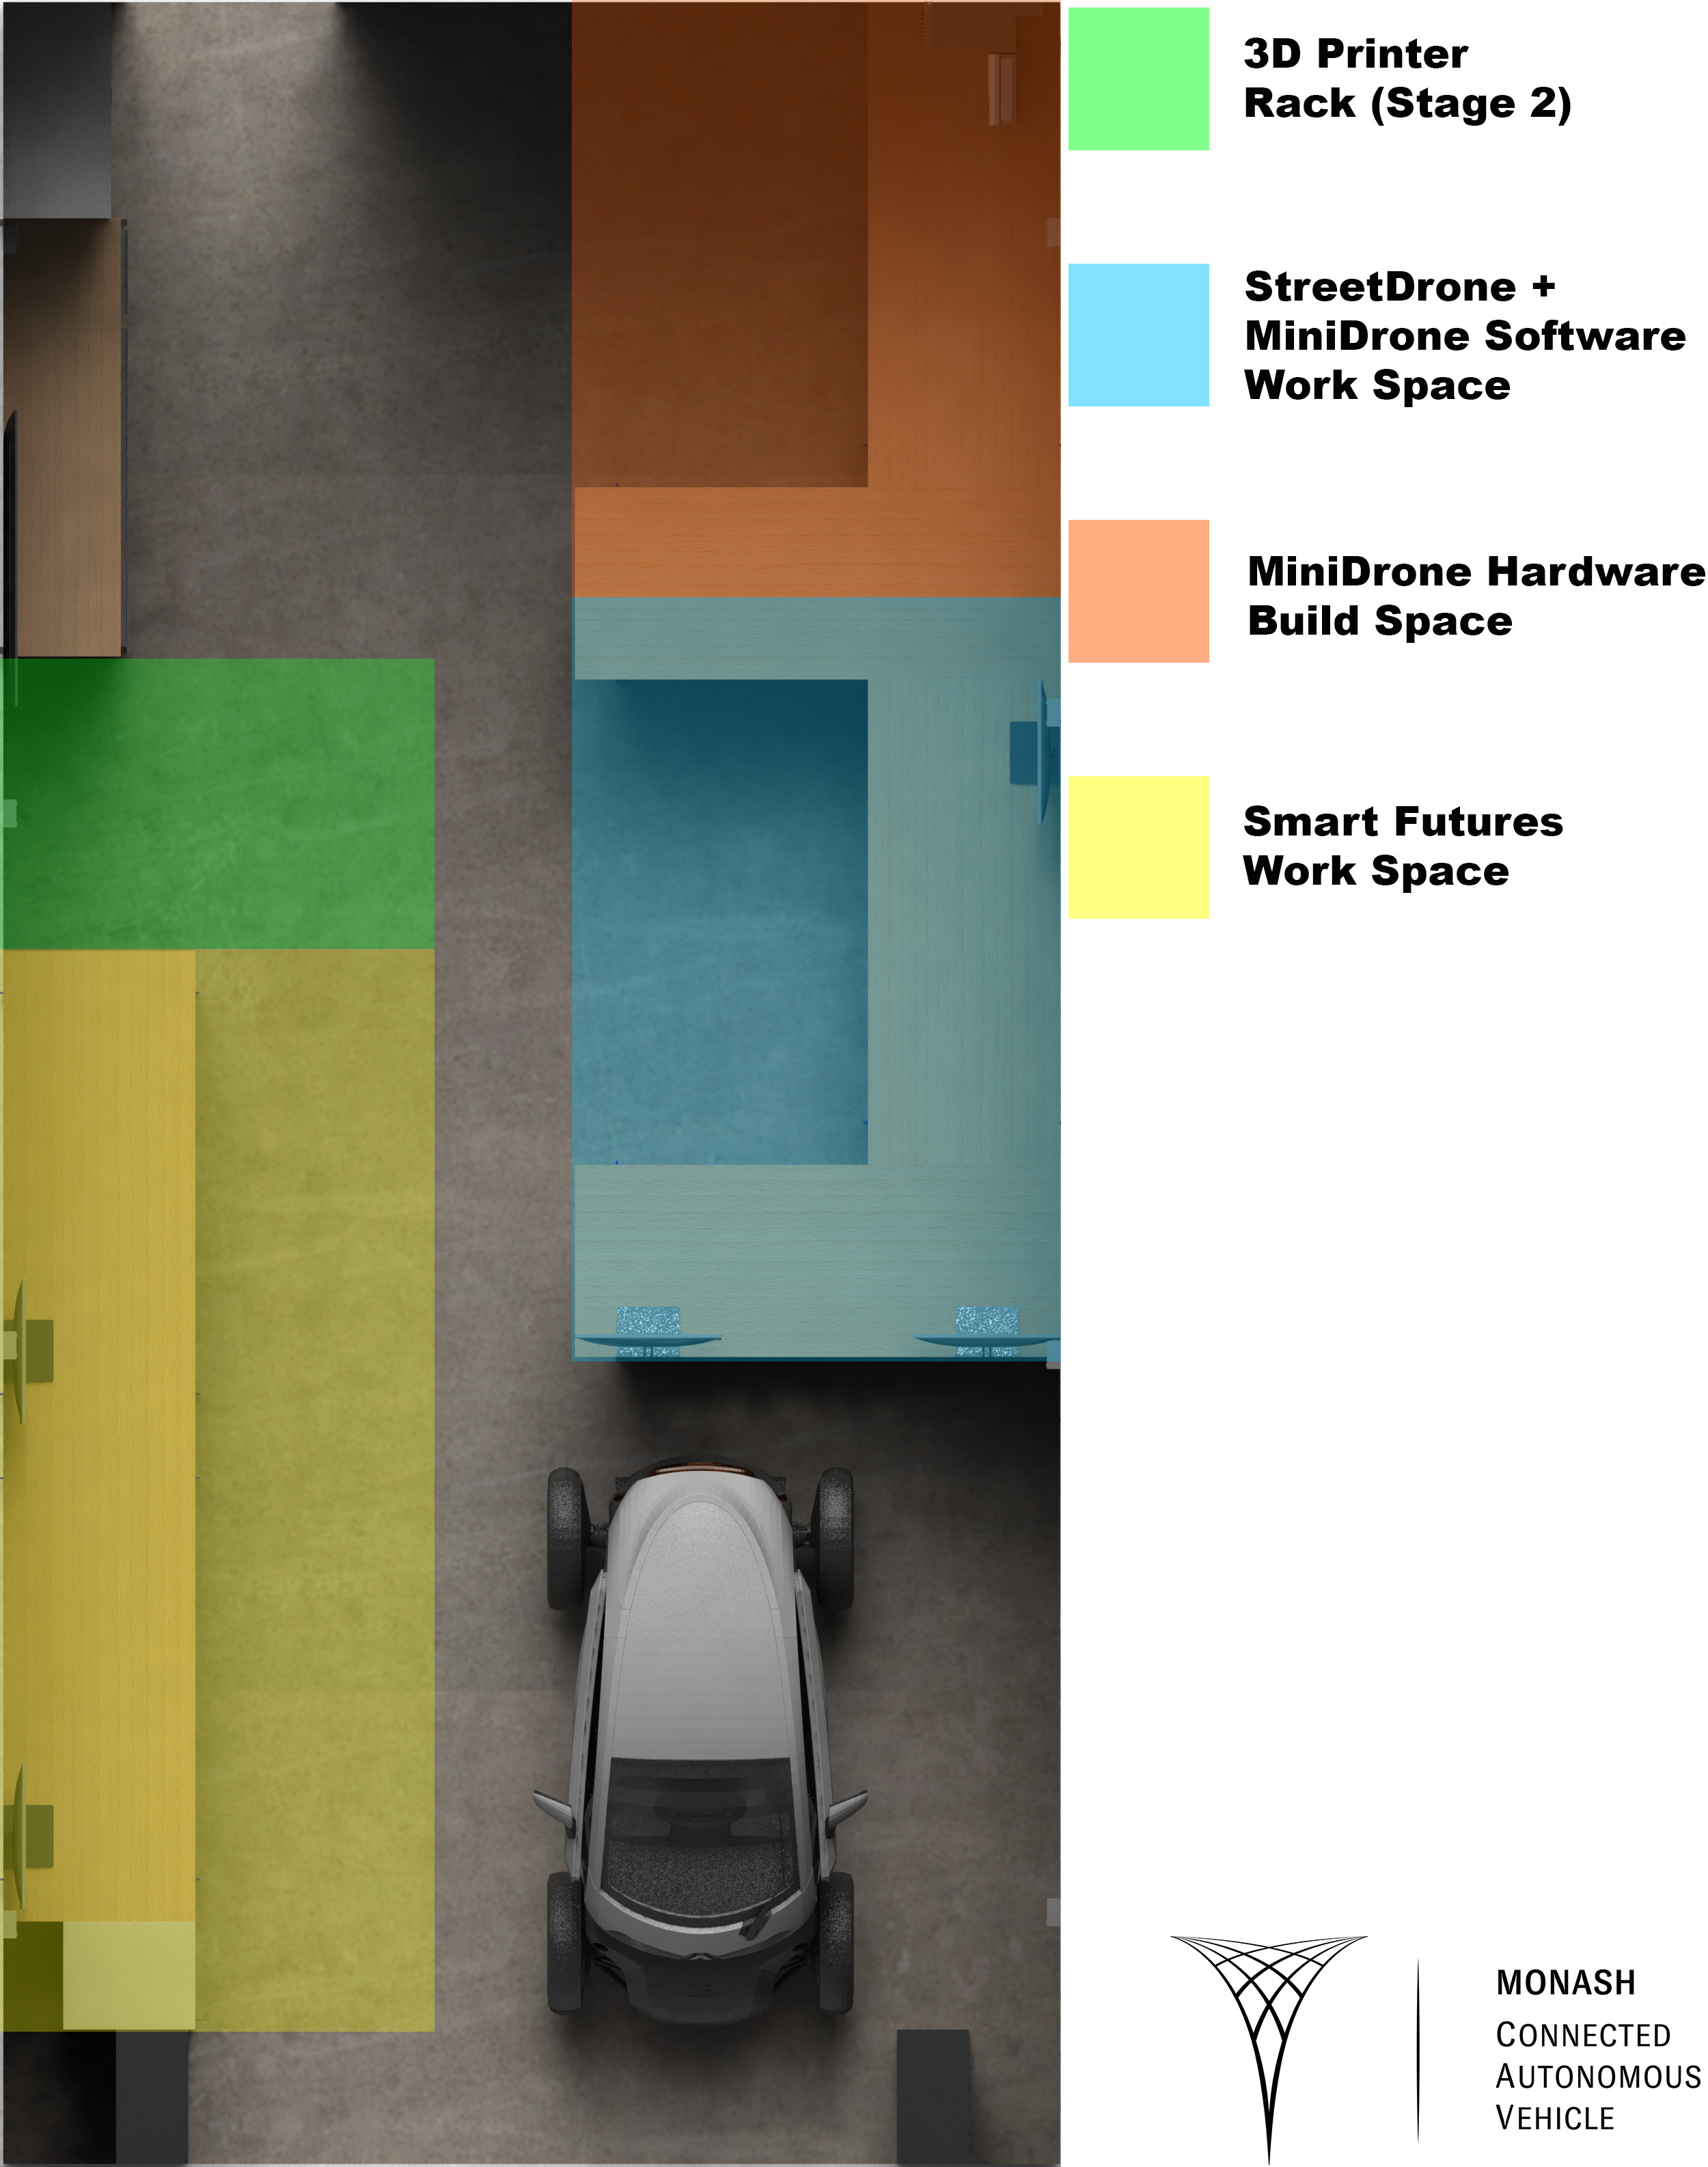 3D Printer
Rack (Stage 2)
StreetDrone +
MiniDrone Software
Work Space
MiniDrone Hardware
Build Space
Smart Futures
Work Space
MONASH
CONNECTED
AUTONOMOUS
VEHICLE